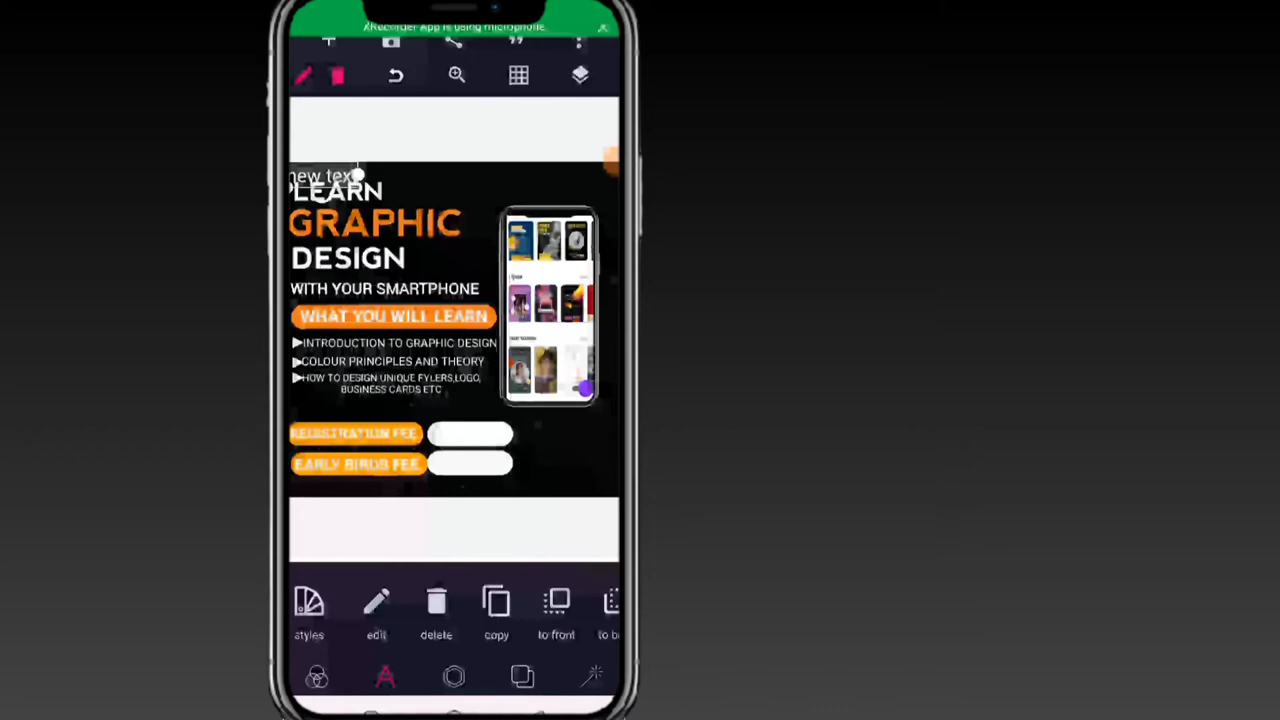 XRecorder App is using microphone
new text
LEARN
GRAPHIC
DESIGN
WITH YOUR SMARTPHONE
WHAT YOU WILL LEARN
INTRODUCTION TO GRAPHIC DESIGN
COLOUR PRINCIPLES AND THEORY
HOW TO DESIGN UNIQUE FYLERS,LOGO,
BUSINESS CARDS ETC
REGISTRATION FEE
EARLY BIRDS FEE
styles edit delete copy to front to b